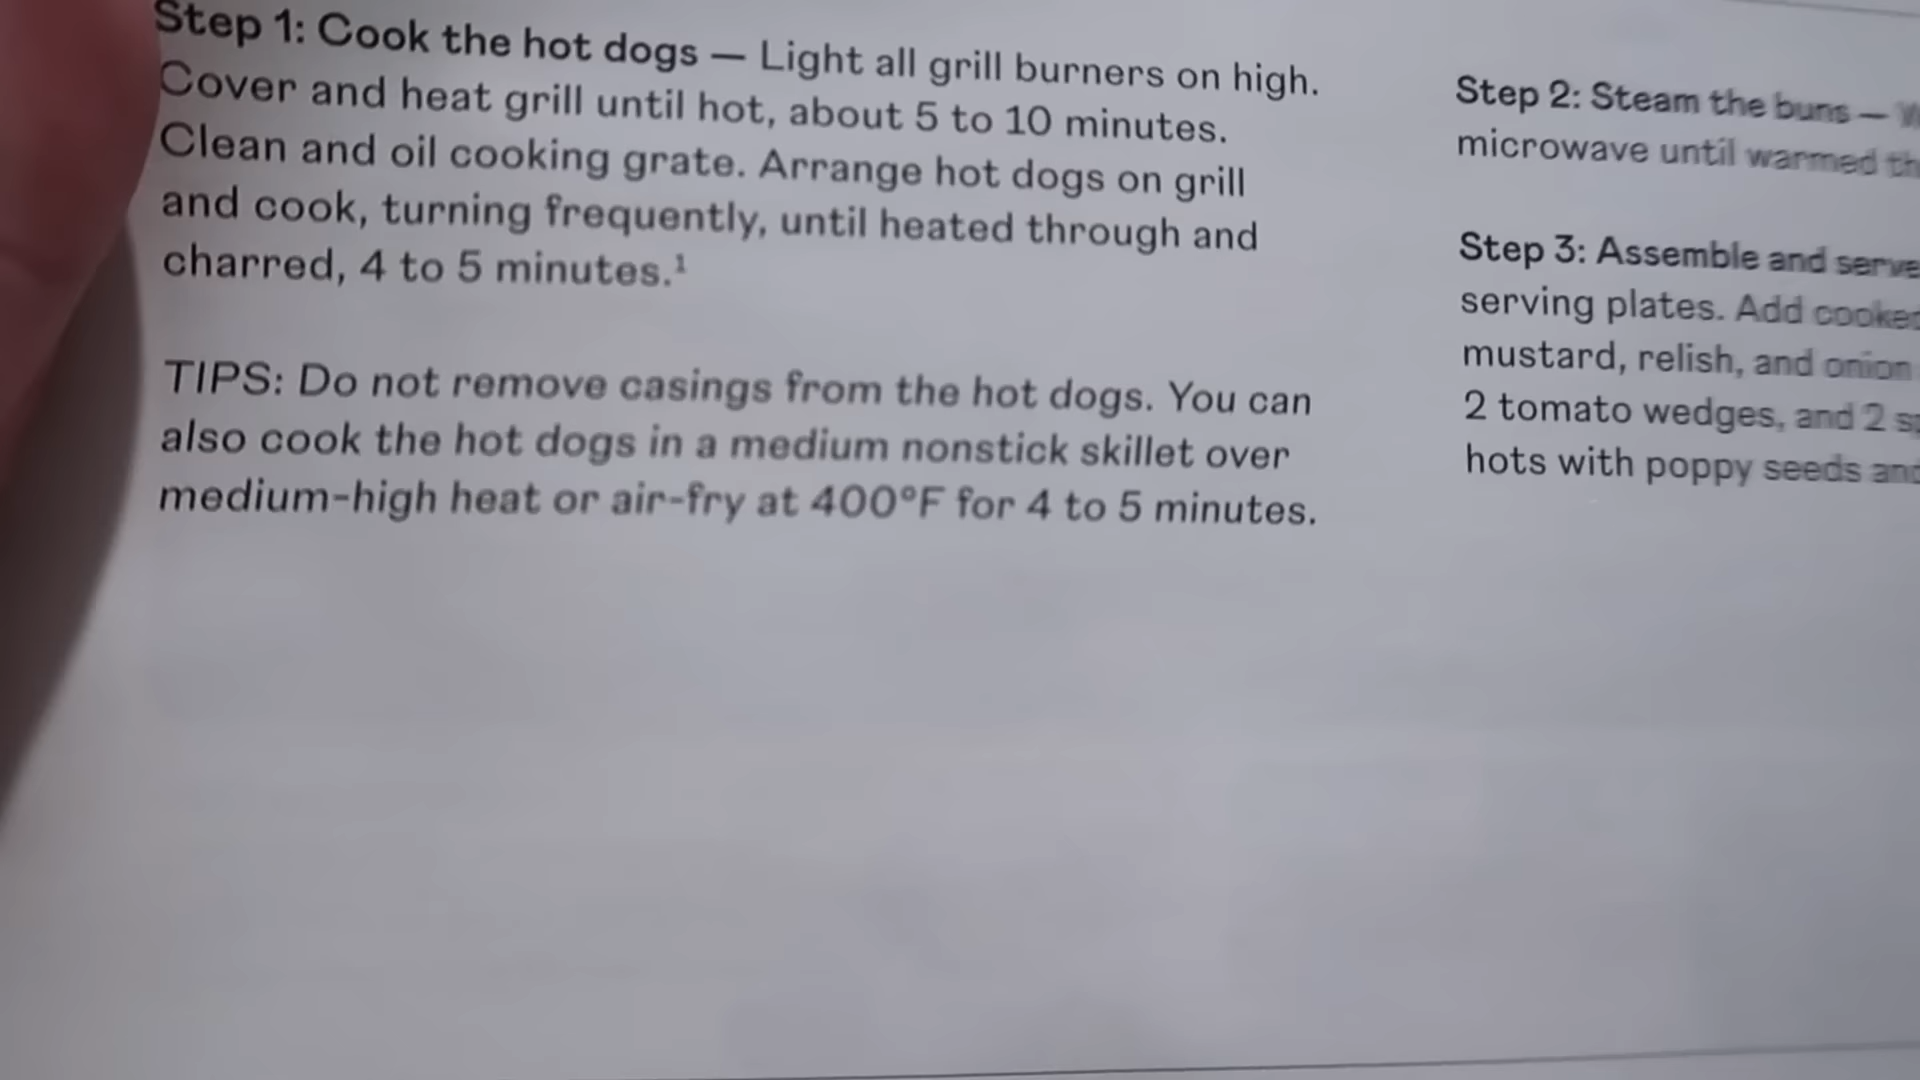 Step 1: Cook the hot dogs — Light all grill burners on high.
Cover and heat grill until hot, about 5 to 10 minutes.
Clean and oil cooking grate. Arrange hot dogs on grill
and cook, turning frequently, until heated through and
charred, 4 to 5 minutes.¹
TIPS: Do not remove casings from the hot dogs. You can
also cook the hot dogs in a medium nonstick skillet over
medium-high heat or air-fry at 400°F for 4 to 5 minutes.
Step 2: Steam the buns —
microwave until warmed
Step 3: Assemble and serve
serving plates. Add cooked
mustard, relish, and onion
2 tomato wedges, and 2
hots with poppy seeds and